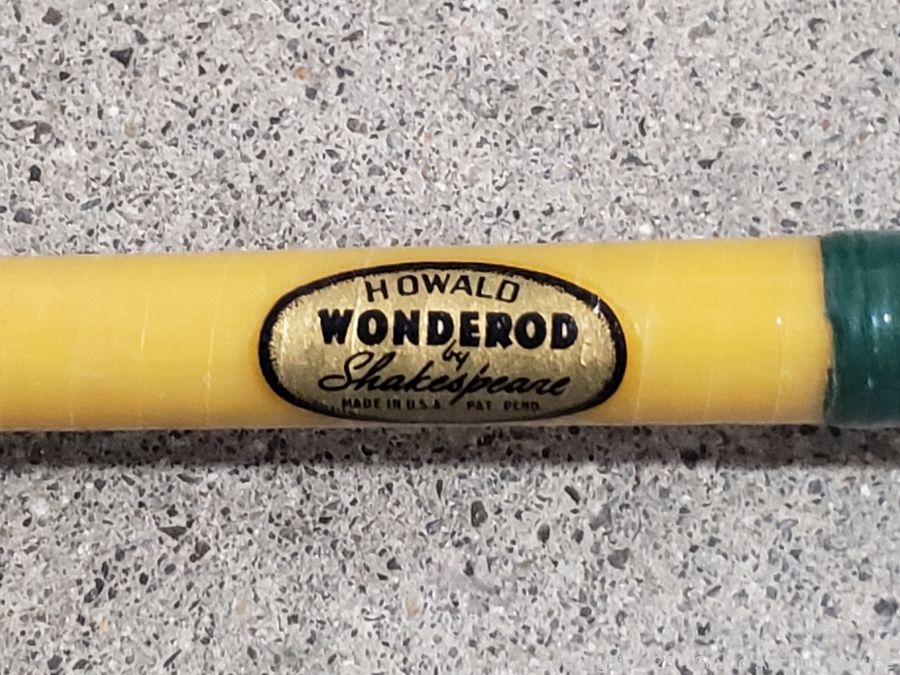 HOWALD
WONDEROD
by
Shakespeare
MADE IN U.S.A. PAT. PEND.